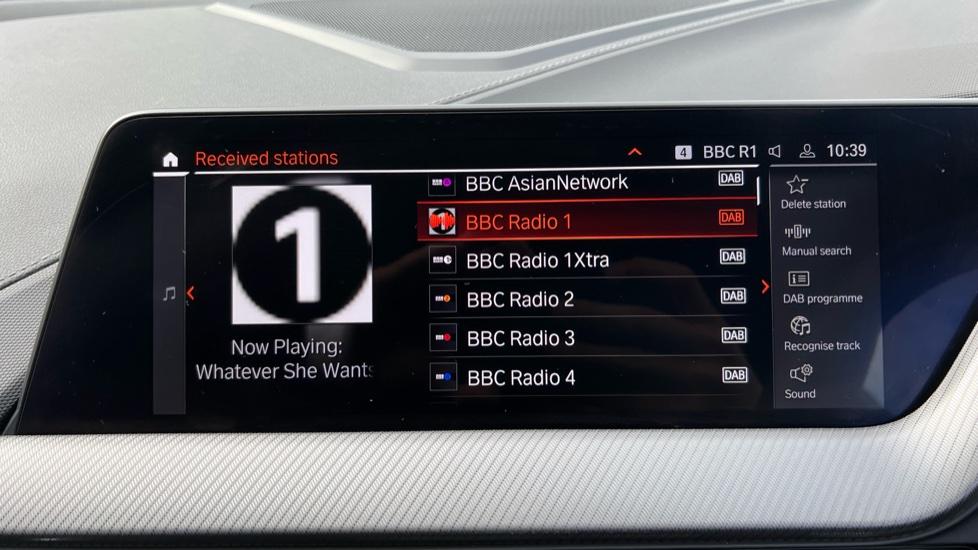 Received stations
4 BBC R1 10:39
1
Now Playing:
Whatever She Wants
BBC AsianNetwork DAB
BBC Radio 1 DAB
BBC Radio 1Xtra DAB
BBC Radio 2 DAB
BBC Radio 3 DAB
BBC Radio 4 DAB
Delete station
Manual search
DAB programme
Recognise track
Sound